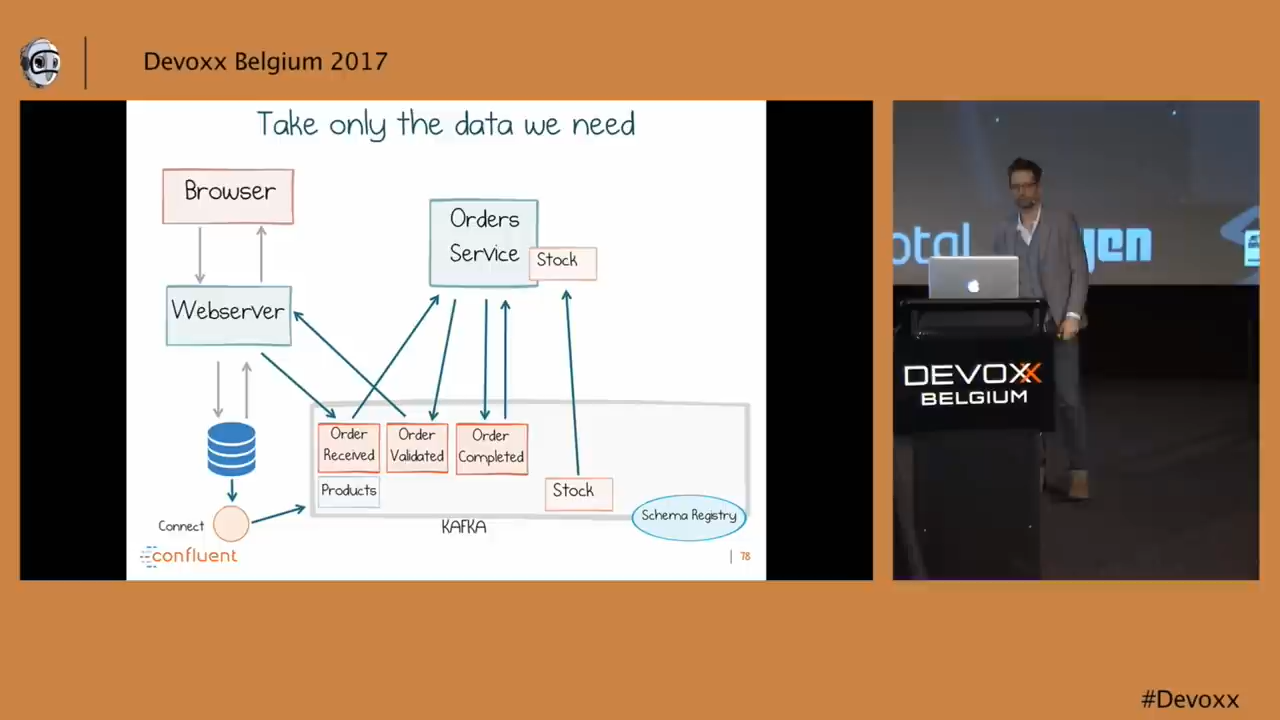 Devoxx Belgium 2017
Take only the data we need
Browser
Orders
Service
Stock
Webserver
Order
Received
Order
Validated
Order
Completed
Products
Stock
Schema Registry
Connect
KAFKA
confluent
| 78
DEVOXX
BELGIUM
#Devoxx